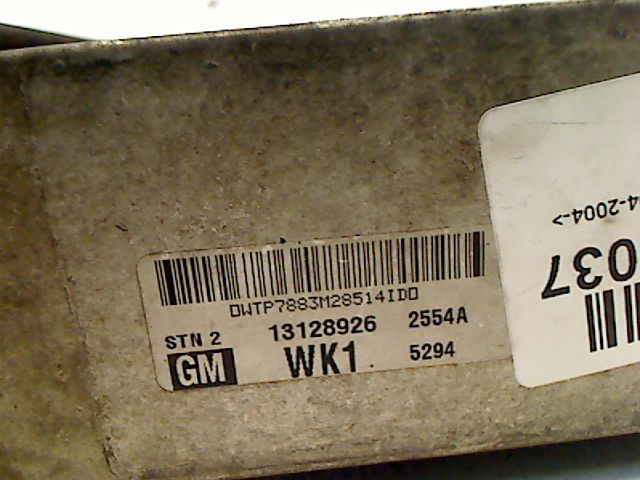 DWTP7883M28514IDD
STN 2 13128926 2554A
GM WK1 5294
4-2004->
037